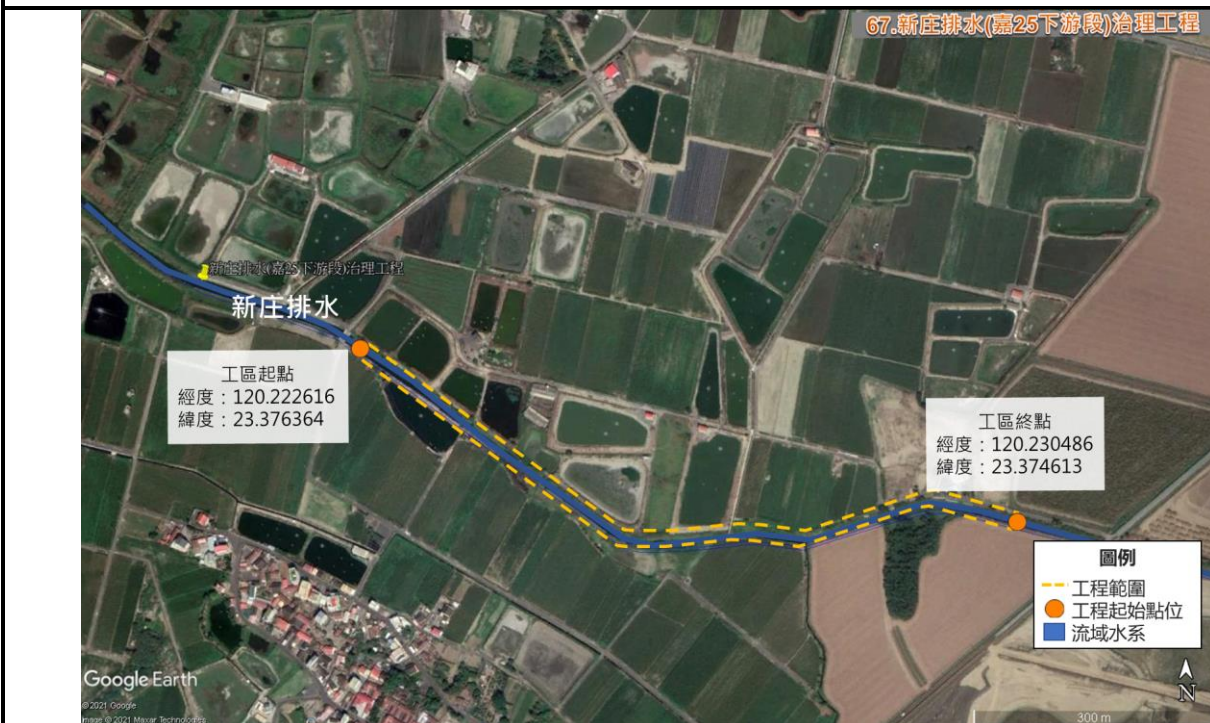 67.新庄排水(嘉25下游段)治理工程
新庄排水(嘉25下游段)治理工程
新庄排水
工區起點
經度：120.222616
緯度：23.376364
工區終點
經度：120.230486
緯度：23.374613
圖例
工程範圍
工程起始點位
流域水系
N
300 m
Google Earth
©2021 Google
Image © 2021 Maxar Technologies